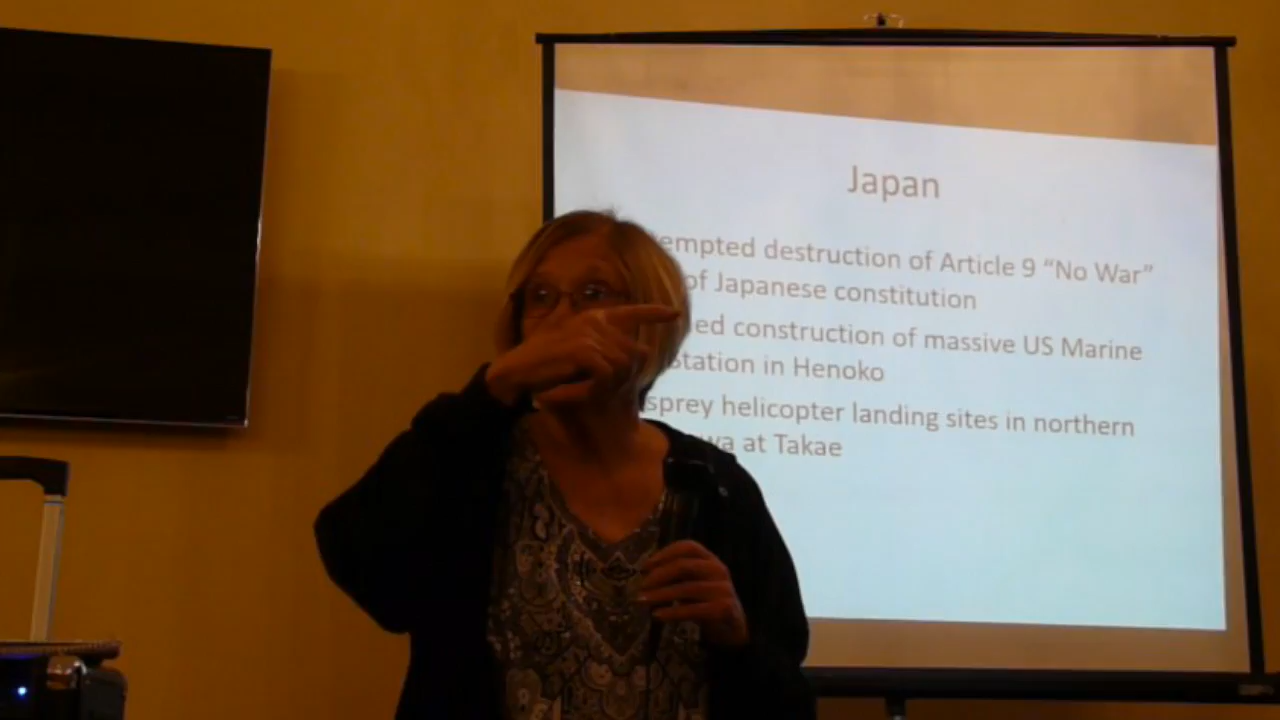 Japan
empted destruction of Article 9 “No War”
of Japanese constitution
ed construction of massive US Marine
station in Henoko
sprey helicopter landing sites in northern
wa at Takae